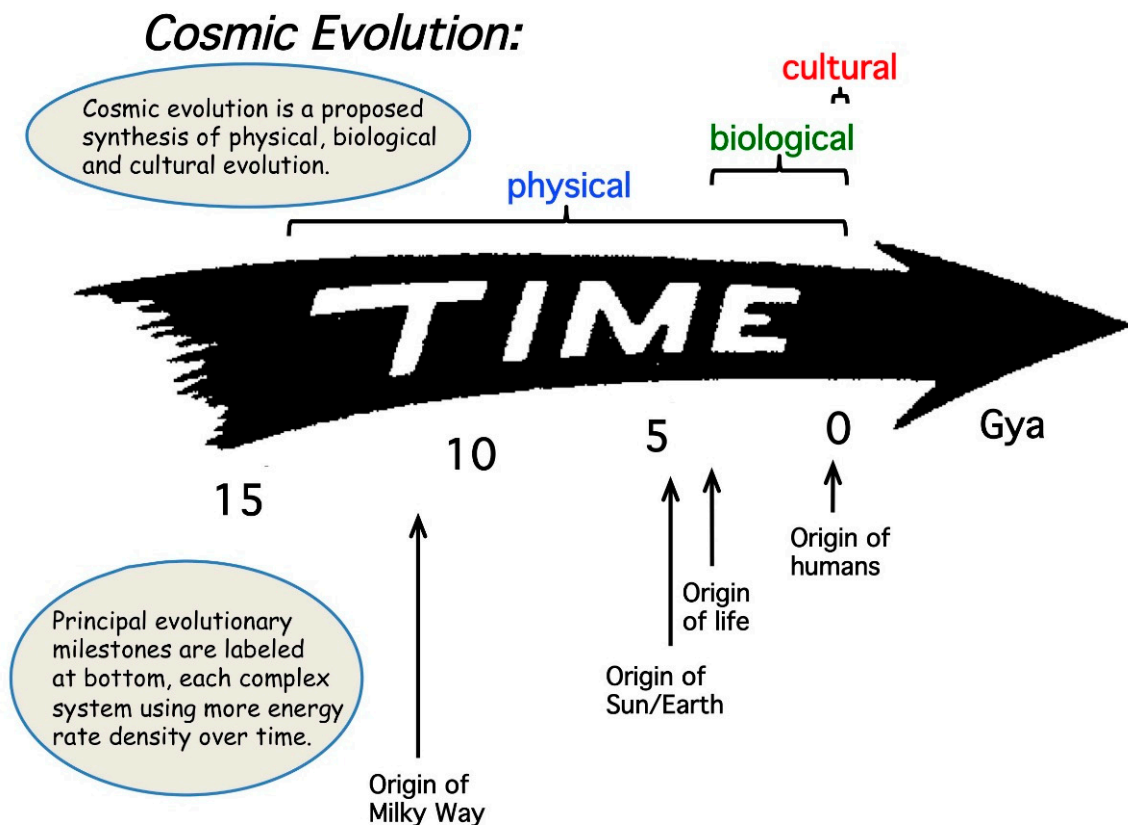 Cosmic Evolution:
Cosmic evolution is a proposed
synthesis of physical, biological
and cultural evolution.
cultural
biological
physical
TIME
15
10
5
0
Gya
Origin of
humans
Origin
of life
Origin of
Sun/Earth
Origin of
Milky Way
Principal evolutionary
milestones are labeled
at bottom, each complex
system using more energy
rate density over time.